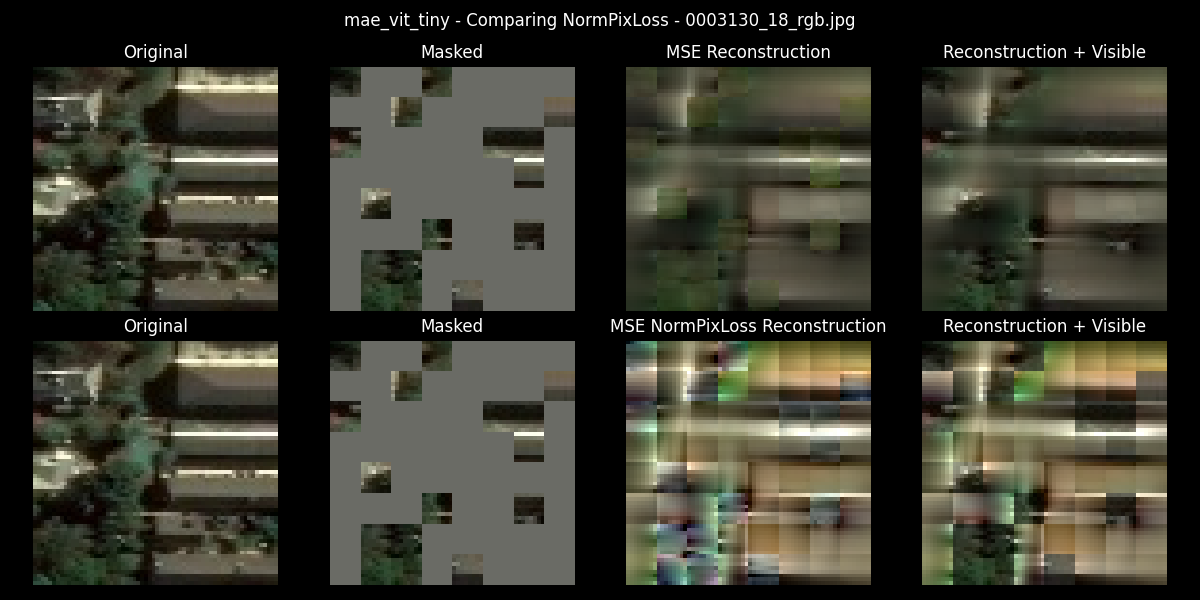 mae_vit_tiny - Comparing NormPixLoss - 0003130_18_rgb.jpg
Original
Masked
MSE Reconstruction
Reconstruction + Visible
Original
Masked
MSE NormPixLoss Reconstruction
Reconstruction + Visible